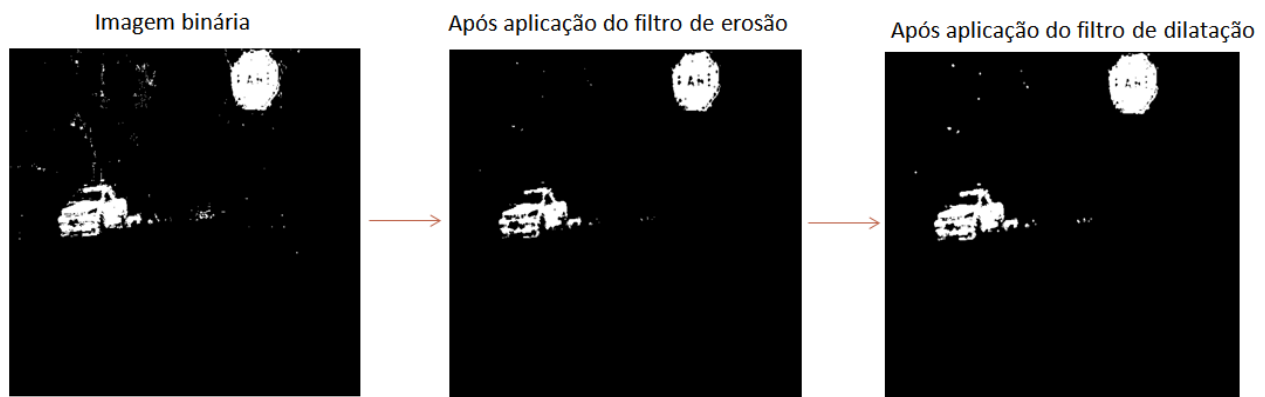 Imagem binária
Após aplicação do filtro de erosão
Após aplicação do filtro de dilatação